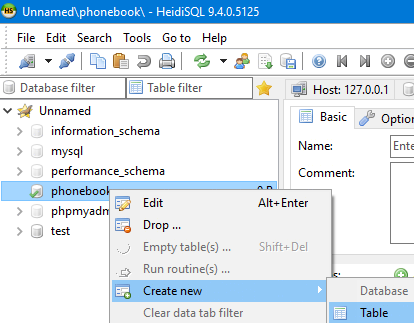 Unnamed\phonebook\ - HeidiSQL 9.4.0.5125
File Edit Search Tools Go to Help
Database filter Table filter
Host: 127.0.0.1
Unnamed
information_schema
mysql
performance_schema
phonebook
phpmyadm
test
Basic Option
Name: Ente
Comment:
Edit Alt+Enter
Drop ...
Empty table(s) ... Shift+Del
Run routine(s) ...
Create new
Clear data tab filter
Database
Table